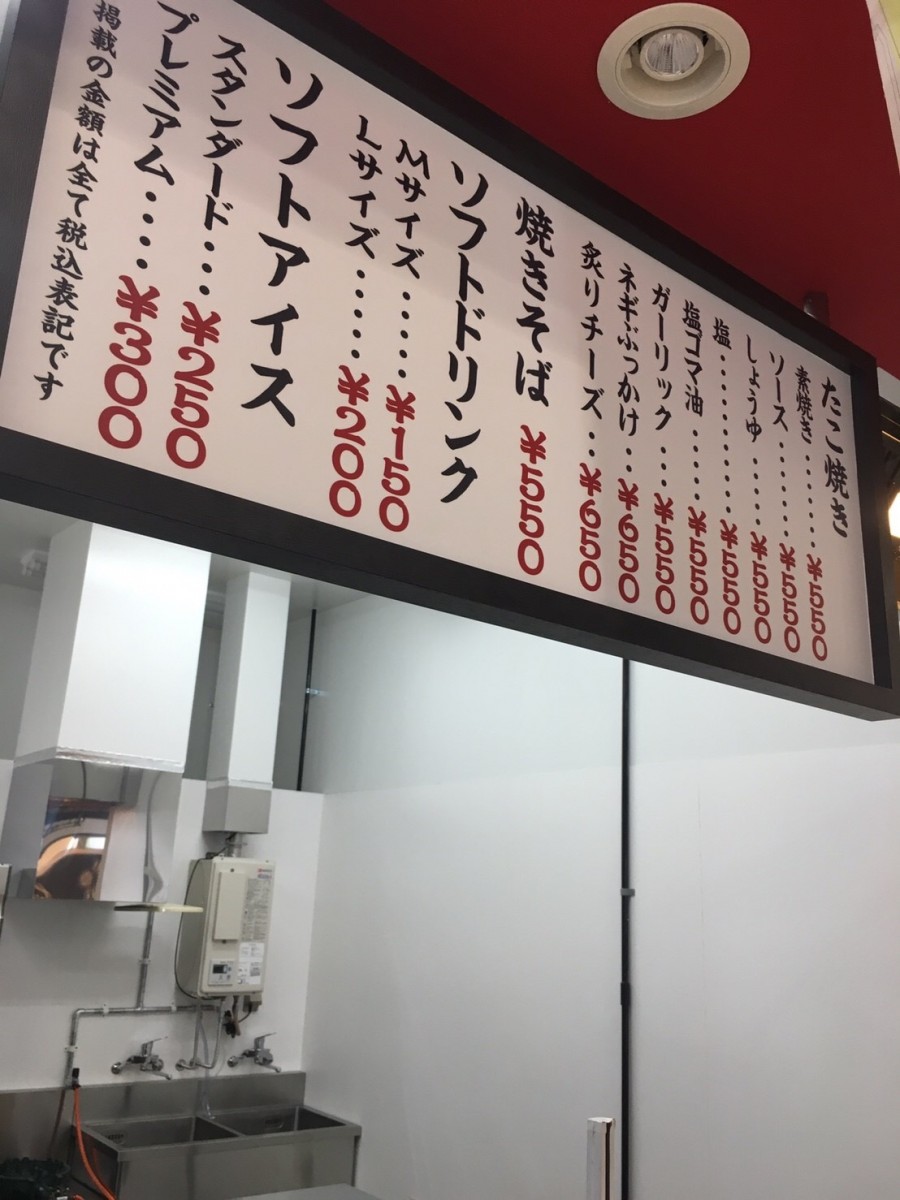 たこ焼き
素焼き・・・・・・¥550
ソース・・・・・・¥550
しょうゆ・・・・・¥550
塩・・・・・・・・¥550
塩ゴマ油・・・・・¥550
ガーリック・・・¥550
ネギぶっかけ・・¥650
炙りチーズ・・¥650
焼きそば ¥550
ソフトドリンク
Mサイズ・・・・・¥150
Lサイズ・・・・・¥200
ソフトアイス
スタンダード・・・¥250
プレミアム・・・・¥300
掲載の金額は全て税込表記です